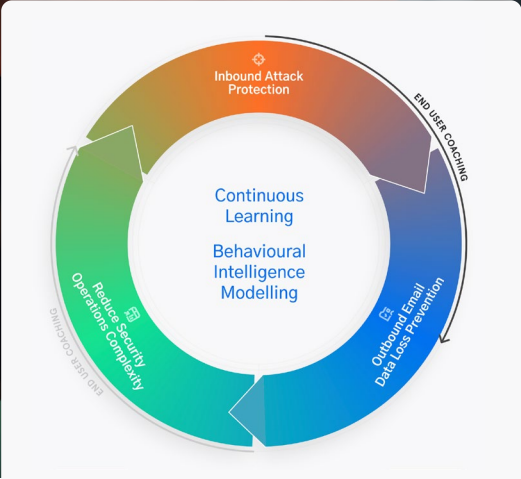 Inbound Attack
Protection
END USER COACHING
Continuous
Learning
Behavioural
Intelligence
Modelling
Outbound Email
Data Loss Prevention
Reduce Security
Operations Complexity
END USER COACHING